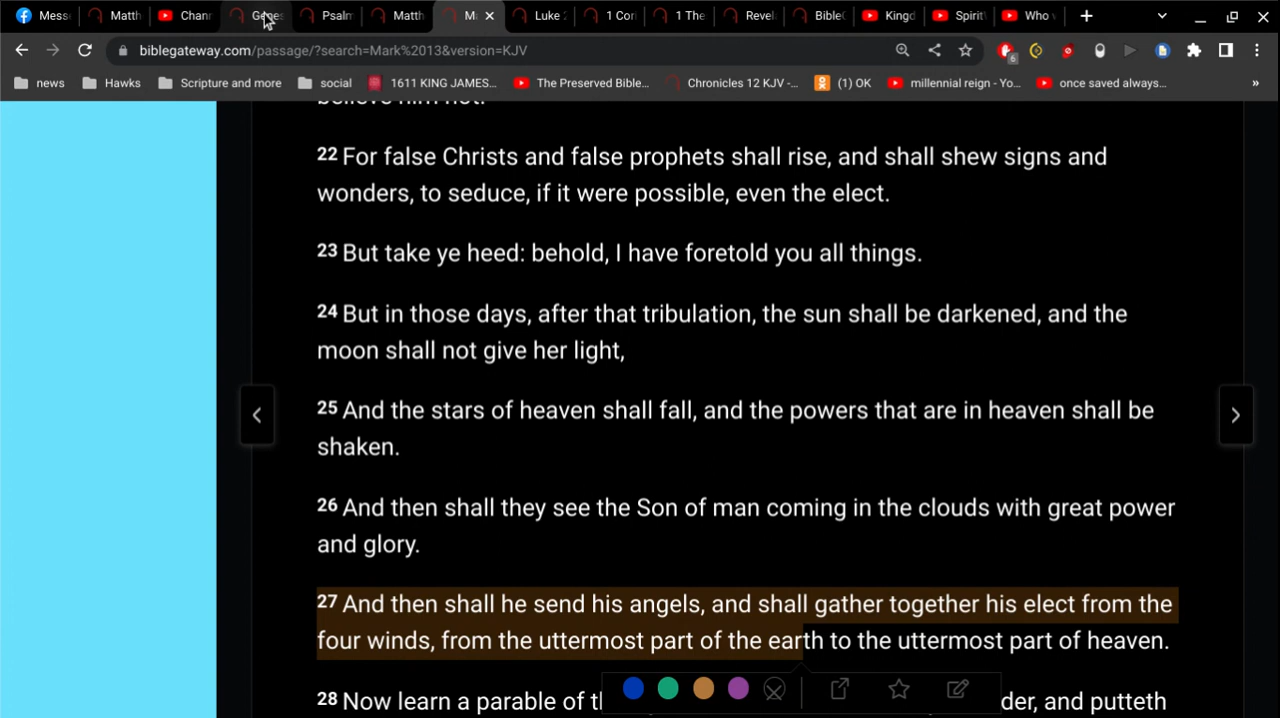 Mess Matth Chan Genes Psalm Matth Ma Luke 1 Cor 1 The Revel BibleG Kingd Spirit Who
biblegateway.com/passage/?search=Mark%2013&version=KJV
6
news Hawks Scripture and more social 1611 KING JAMES... The Preserved Bible... Chronicles 12 KJV -... (1) OK millennial reign - Yo... once saved always... »
believe him not.
22 For false Christs and false prophets shall rise, and shall shew signs and
wonders, to seduce, if it were possible, even the elect.
23 But take ye heed: behold, I have foretold you all things.
24 But in those days, after that tribulation, the sun shall be darkened, and the
moon shall not give her light,
25 And the stars of heaven shall fall, and the powers that are in heaven shall be
shaken.
26 And then shall they see the Son of man coming in the clouds with great power
and glory.
27 And then shall he send his angels, and shall gather together his elect from the
four winds, from the uttermost part of the earth to the uttermost part of heaven.
28 Now learn a parable of th der, and putteth